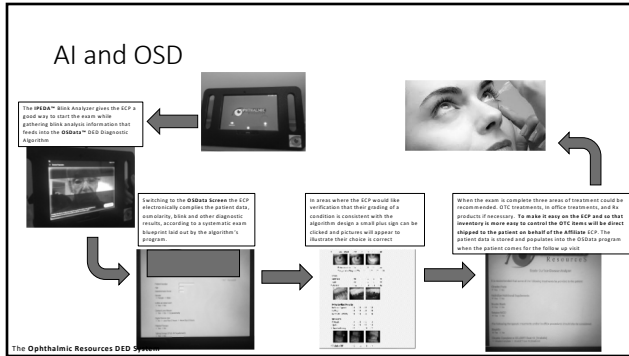 AI and OSD
The IPEDA™ Blink Analyzer gives the ECP a
good way to start the exam while
gathering blink analysis information that
feeds into the OSData™ DED Diagnostic
Algorithm
Switching to the OSData Screen the ECP
electronically complies the patient data,
osmolarity, blink and other diagnostic
results, according to a systematic exam
blueprint laid out by the algorithm's
program.
In areas where the ECP would like
verification that their grading of a
condition is consistent with the
algorithm design a small plus sign can be
clicked and pictures will appear to
illustrate their choice is correct
When the exam is complete three areas of treatment could be
recommended. OTC treatments, in office treatments, and Rx
products if necessary. To make it easy on the ECP and so that
inventory is more easy to control the OTC items will be direct
shipped to the patient on behalf of the Affiliate ECP. The
patient data is stored and populates into the OSData program
when the patient comes for the follow up visit
The Ophthalmic Resources DED System